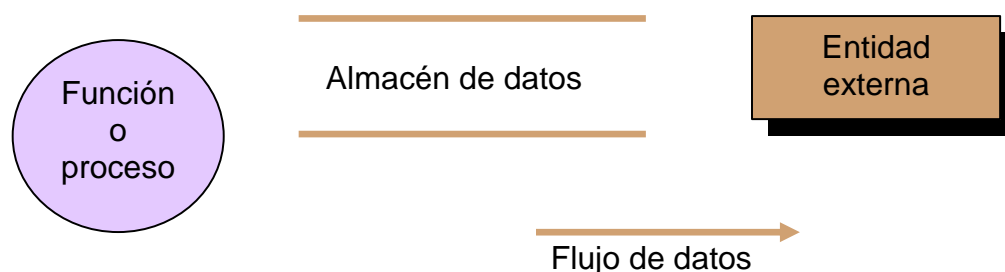 Función
o
proceso
Almacén de datos
Entidad
externa
Flujo de datos